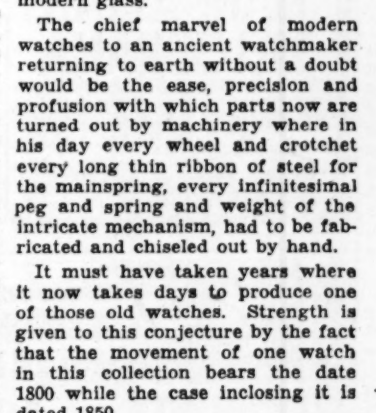 modern glass.
The chief marvel of modern
watches to an ancient watchmaker
returning to earth without a doubt
would be the ease, precision and
profusion with which parts now are
turned out by machinery where in
his day every wheel and crotchet
every long thin ribbon of steel for
the mainspring, every infinitesimal
peg and spring and weight of the
intricate mechanism, had to be fab-
ricated and chiseled out by hand.
It must have taken years where
it now takes days to produce one
of those old watches. Strength is
given to this conjecture by the fact
that the movement of one watch
in this collection bears the date
1800 while the case inclosing it is
dated 1850